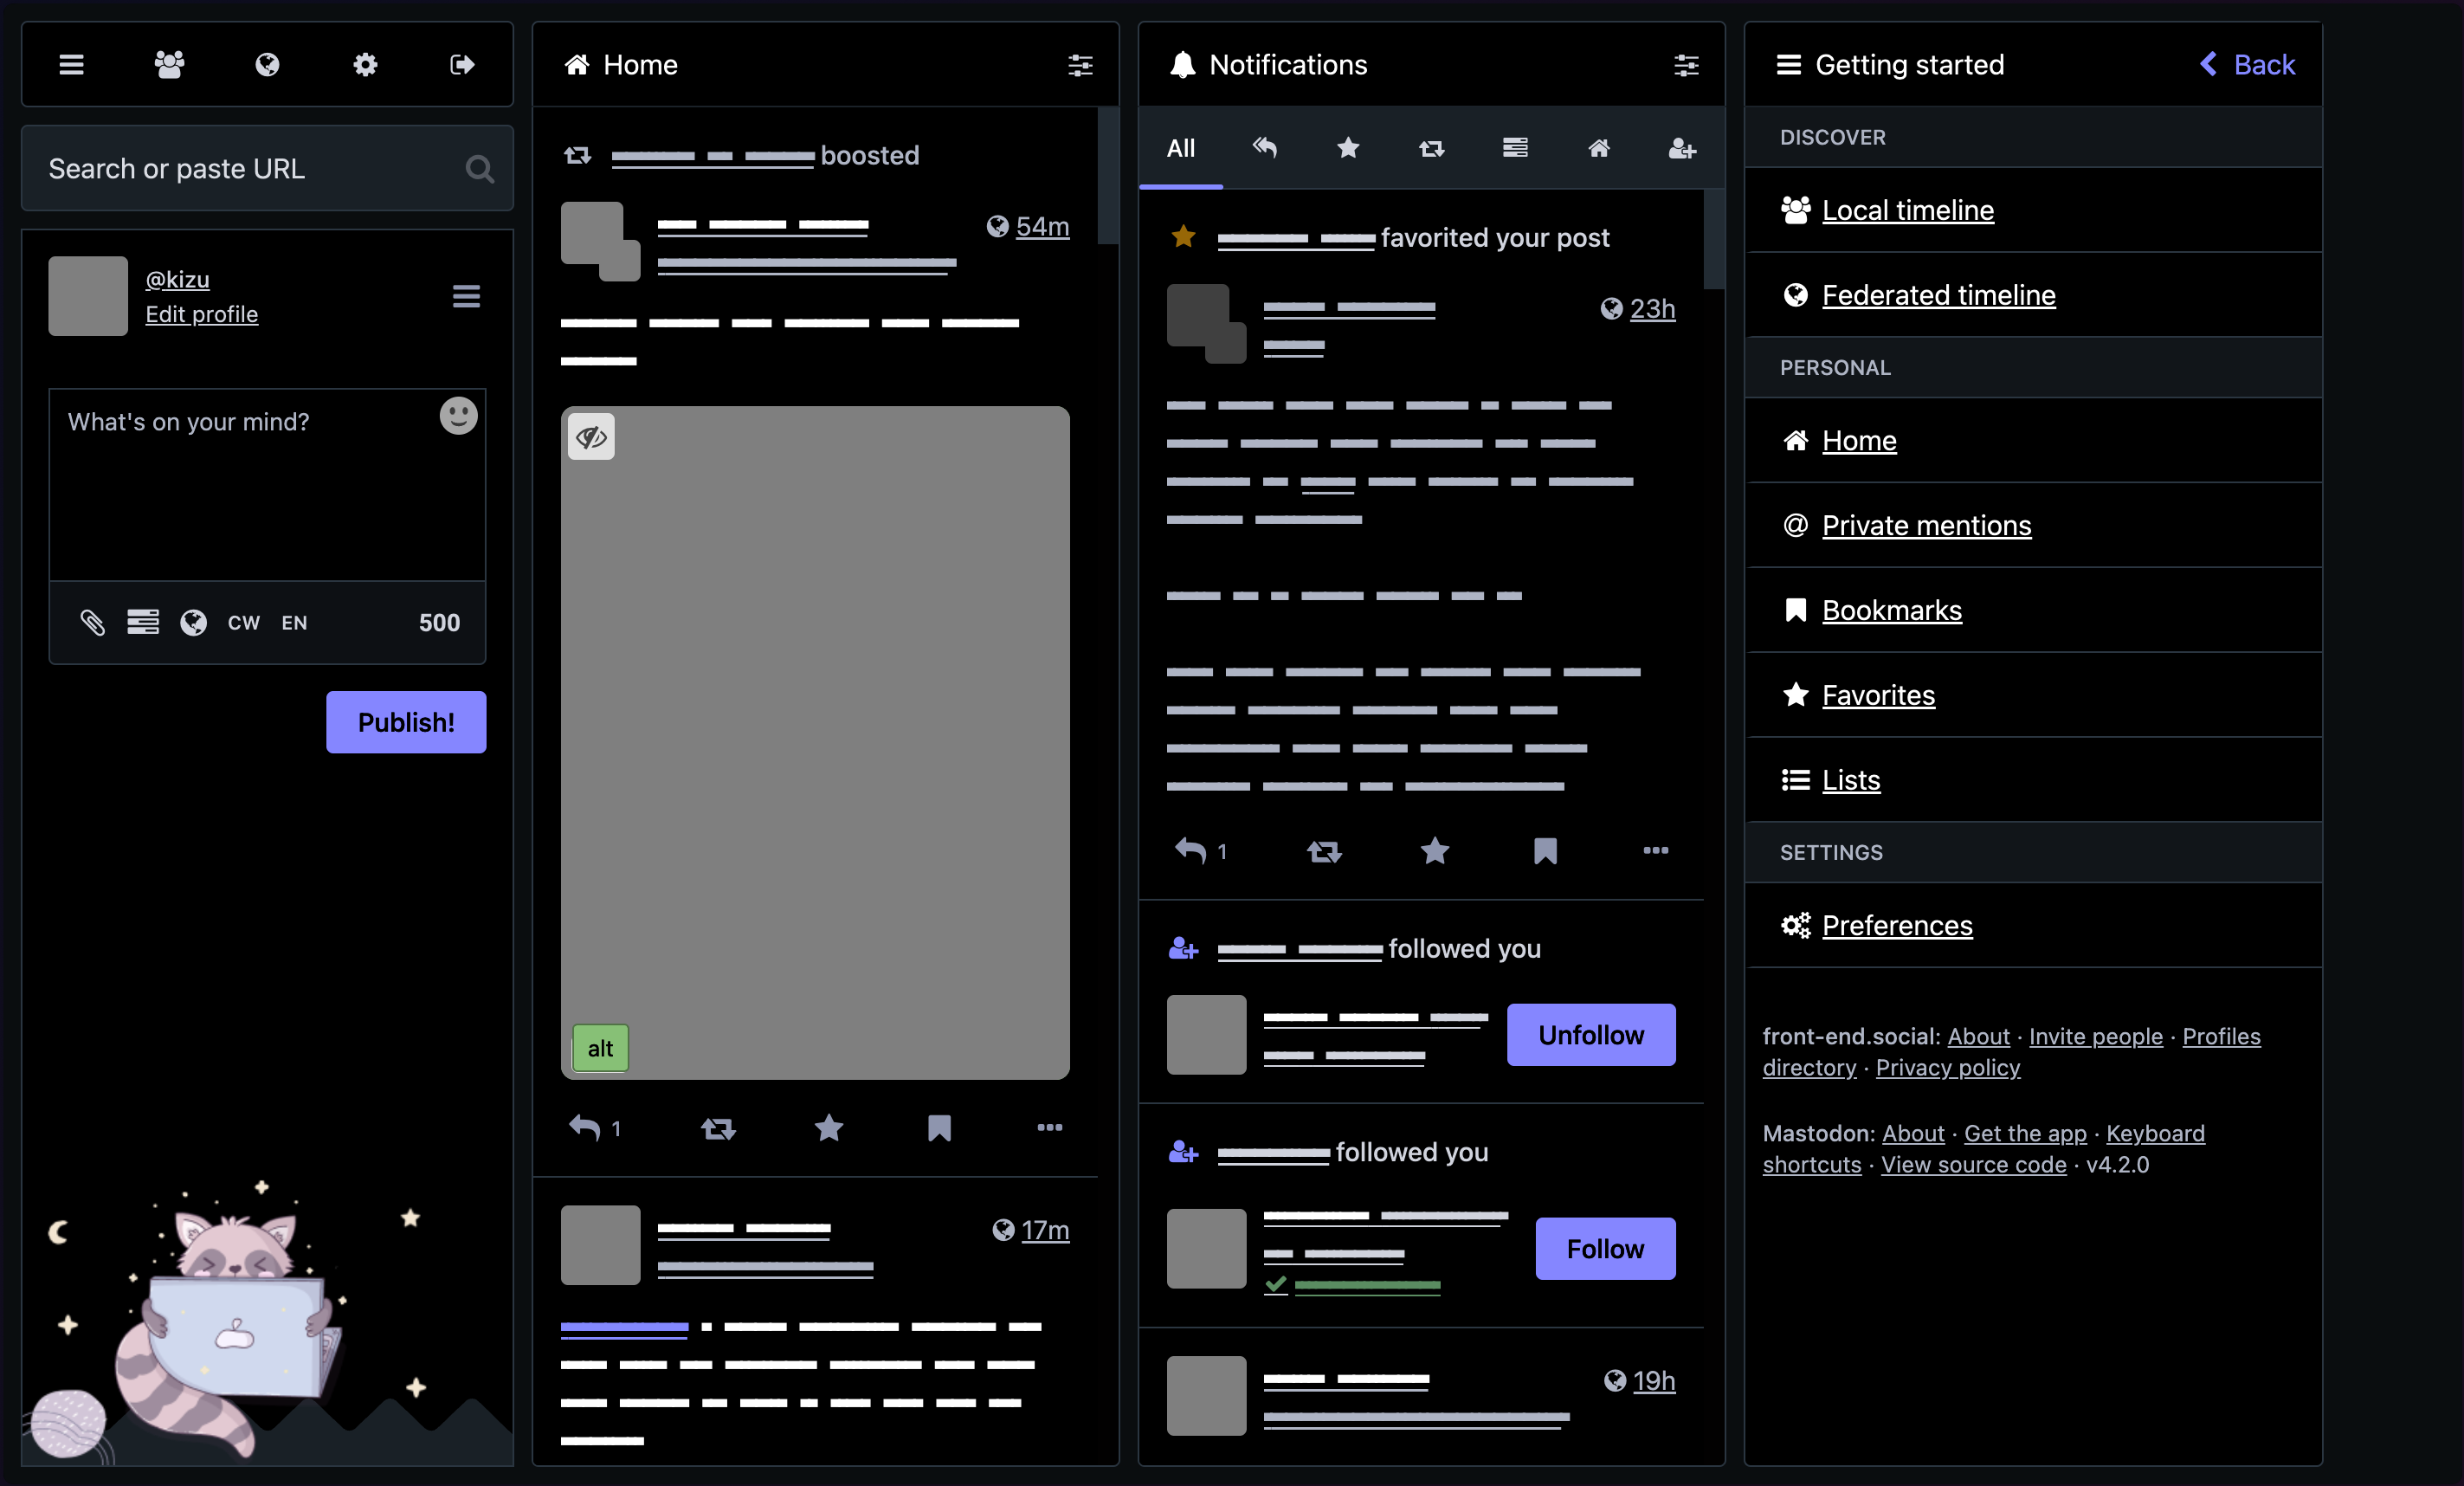 Search or paste URL
@kizu
Edit profile
What's on your mind?
CW EN 500
Publish!
Home
boosted
54m
alt
1
17m
Notifications
All
favorited your post
23h
1
followed you
Unfollow
followed you
Follow
19h
Getting started
Back
DISCOVER
Local timeline
Federated timeline
PERSONAL
Home
@ Private mentions
Bookmarks
Favorites
Lists
SETTINGS
Preferences
front-end.social: About · Invite people · Profiles
directory · Privacy policy
Mastodon: About · Get the app · Keyboard
shortcuts · View source code · v4.2.0